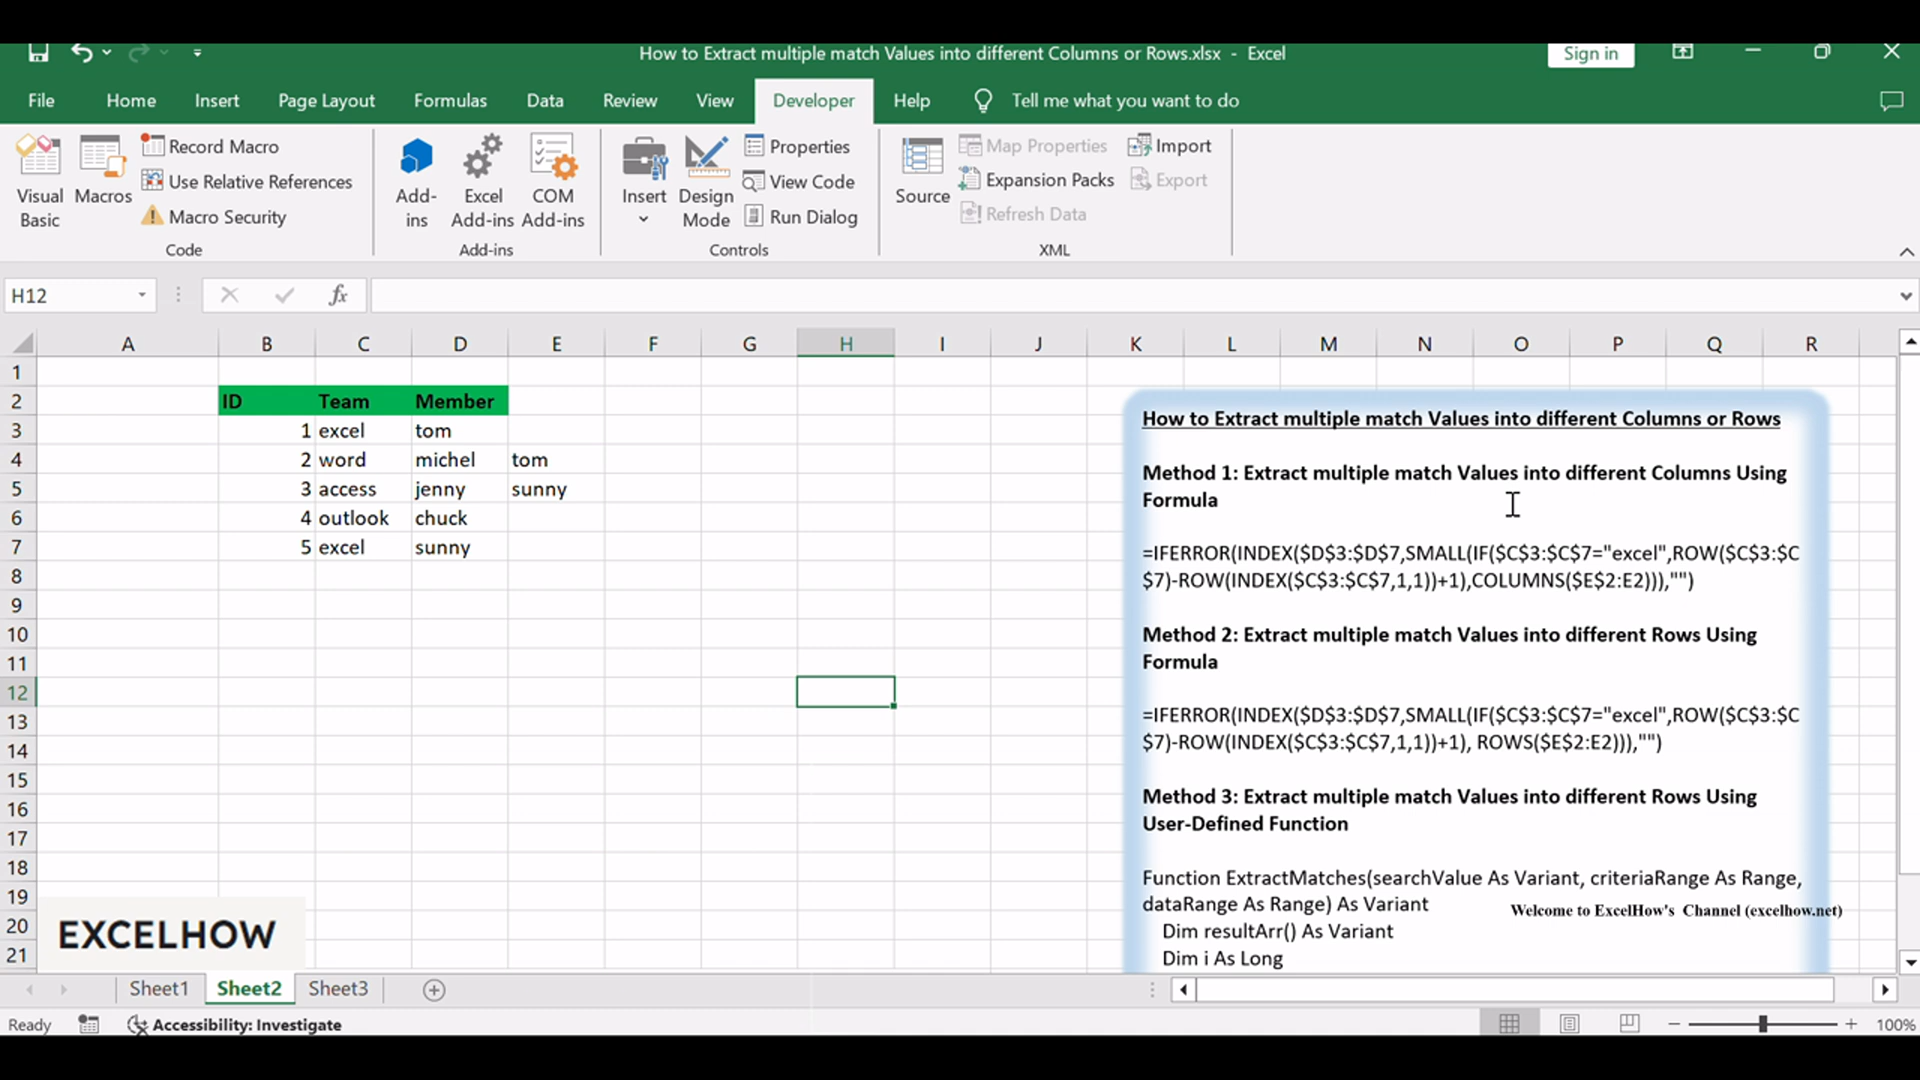 How to Extract multiple match Values into different Columns or Rows.xlsx - Excel
Sign in
File Home Insert Page Layout Formulas Data Review View Developer Help Tell me what you want to do
Visual Basic
Macros
Record Macro
Use Relative References
Macro Security
Code
Add-ins
Excel Add-ins
COM Add-ins
Add-ins
Insert
Design Mode
Properties
View Code
Run Dialog
Controls
Source
Map Properties
Expansion Packs
Refresh Data
Import
Export
XML
H12
fx
A B C D E F G H I J K L M N O P Q R
1
2 ID Team Member
3 1 excel tom
4 2 word michel tom
5 3 access jenny sunny
6 4 outlook chuck
7 5 excel sunny
8
9
10
11
12
13
14
15
16
17
18
19
20
21
How to Extract multiple match Values into different Columns or Rows
Method 1: Extract multiple match Values into different Columns Using
Formula
=IFERROR(INDEX($D$3:$D$7,SMALL(IF($C$3:$C$7="excel",ROW($C$3:$C
$7)-ROW(INDEX($C$3:$C$7,1,1))+1),COLUMNS($E$2:E2))),"")
Method 2: Extract multiple match Values into different Rows Using
Formula
=IFERROR(INDEX($D$3:$D$7,SMALL(IF($C$3:$C$7="excel",ROW($C$3:$C
$7)-ROW(INDEX($C$3:$C$7,1,1))+1), ROWS($E$2:E2))),"")
Method 3: Extract multiple match Values into different Rows Using
User-Defined Function
Function ExtractMatches(searchValue As Variant, criteriaRange As Range,
dataRange As Range) As Variant
Dim resultArr() As Variant
Dim i As Long
Welcome to ExcelHow's Channel (excelhow.net)
EXCELHOW
Sheet1 Sheet2 Sheet3
Ready
Accessibility: Investigate
100%